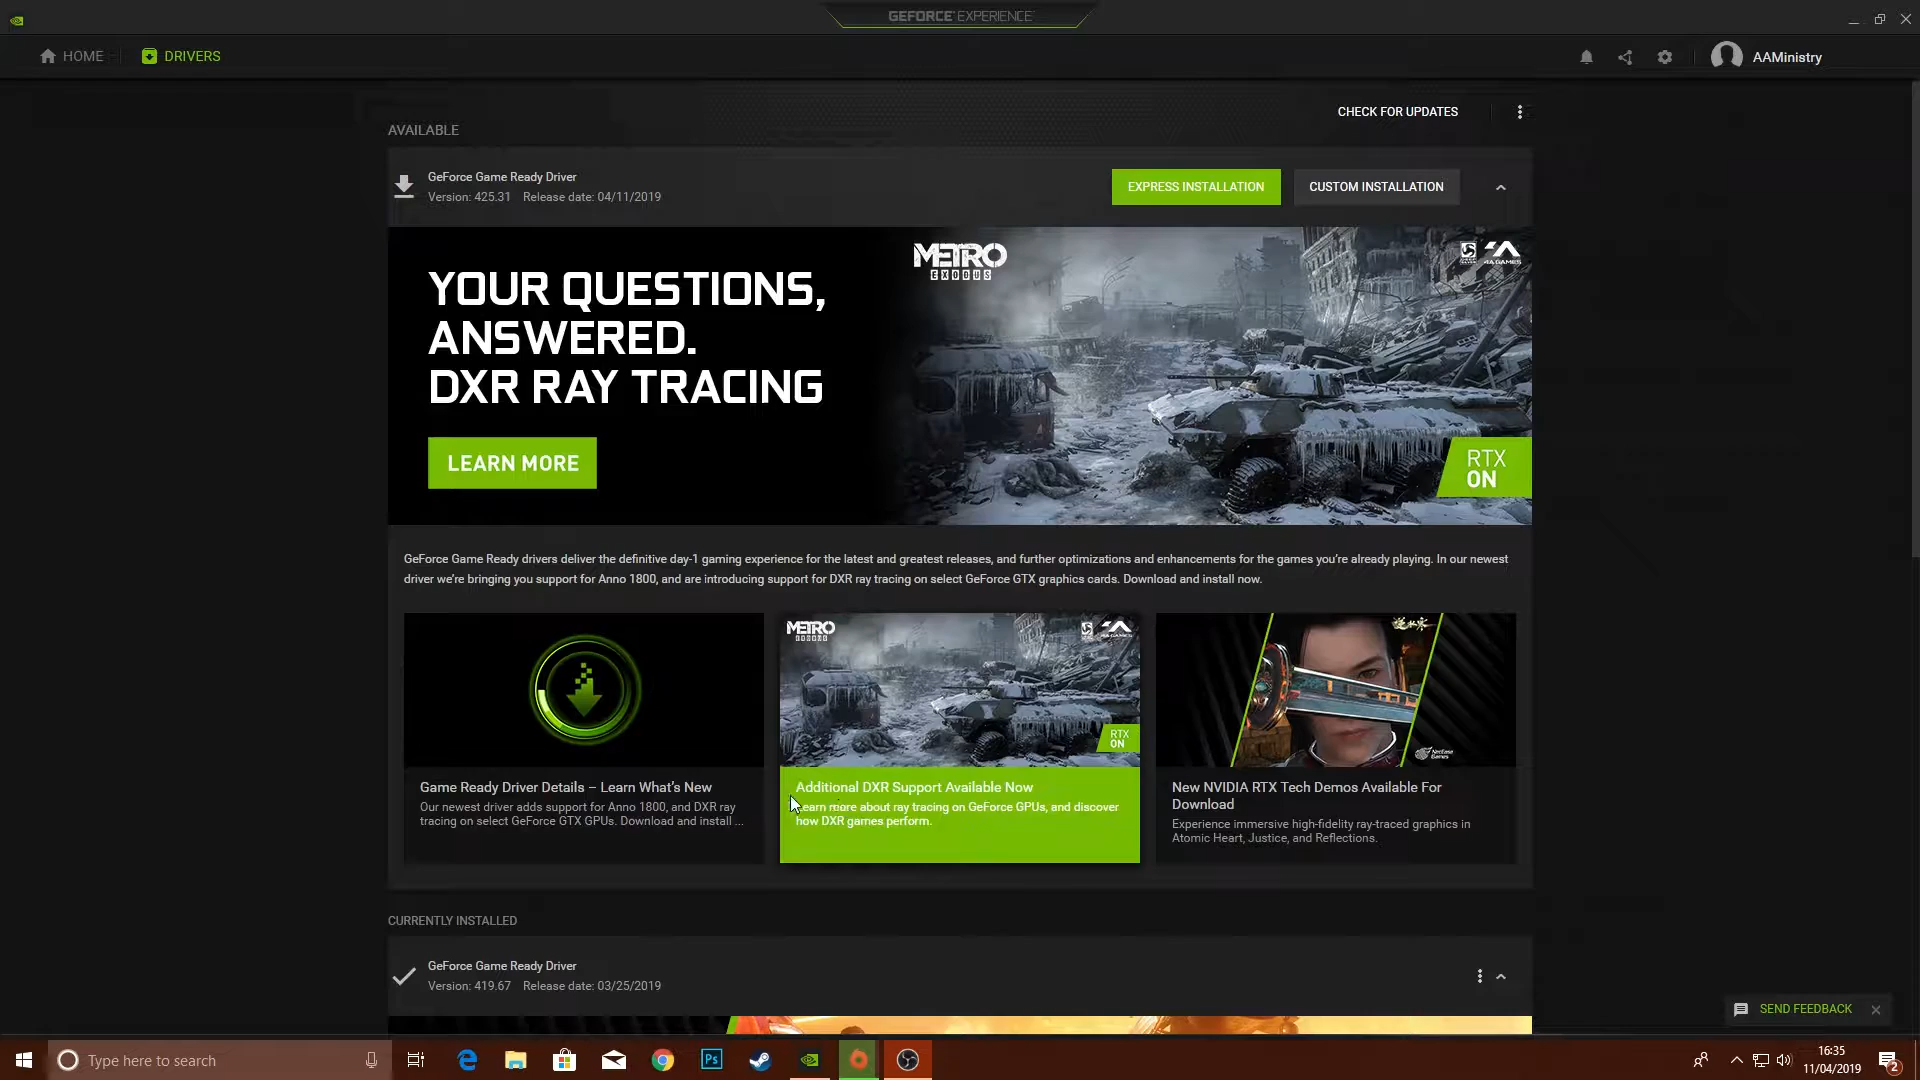 GEFORCE EXPERIENCE
HOME
DRIVERS
AAMinistry
CHECK FOR UPDATES
AVAILABLE
GeForce Game Ready Driver
Version: 425.31 Release date: 04/11/2019
EXPRESS INSTALLATION
CUSTOM INSTALLATION
YOUR QUESTIONS,
ANSWERED.
DXR RAY TRACING
LEARN MORE
METRO
EXODUS
4A GAMES
RTX
ON
GeForce Game Ready drivers deliver the definitive day-1 gaming experience for the latest and greatest releases, and further optimizations and enhancements for the games you're already playing. In our newest
driver we're bringing you support for Anno 1800, and are introducing support for DXR ray tracing on select GeForce GTX graphics cards. Download and install now.
Game Ready Driver Details – Learn What's New
Our newest driver adds support for Anno 1800, and DXR ray
tracing on select GeForce GTX GPUs. Download and install ...
METRO
EXODUS
4A GAMES
RTX
ON
Additional DXR Support Available Now
Learn more about ray tracing on GeForce GPUs, and discover
how DXR games perform.
NetEase
Games
New NVIDIA RTX Tech Demos Available For
Download
Experience immersive high-fidelity ray-traced graphics in
Atomic Heart, Justice, and Reflections.
CURRENTLY INSTALLED
GeForce Game Ready Driver
Version: 419.67 Release date: 03/25/2019
SEND FEEDBACK
Type here to search
Ps
16:35
11/04/2019
2